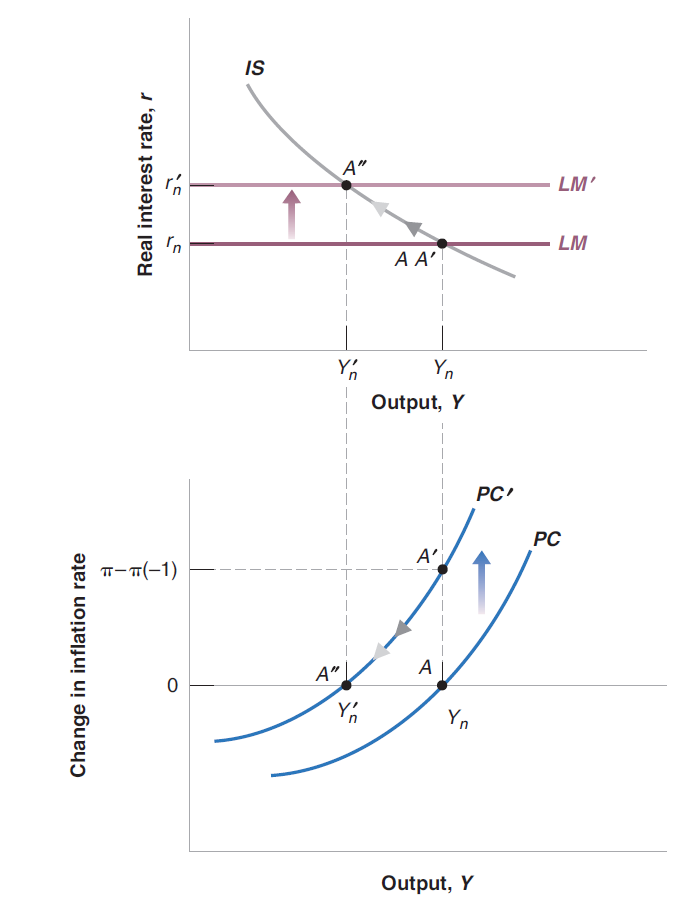 IS
A″
Real interest rate, r
r′n
LM′
rn
LM
A A′
Y′n
Yn
Output, Y
PC′
PC
A′
π−π(−1)
Change in inflation rate
A″
A
0
Y′n
Yn
Output, Y